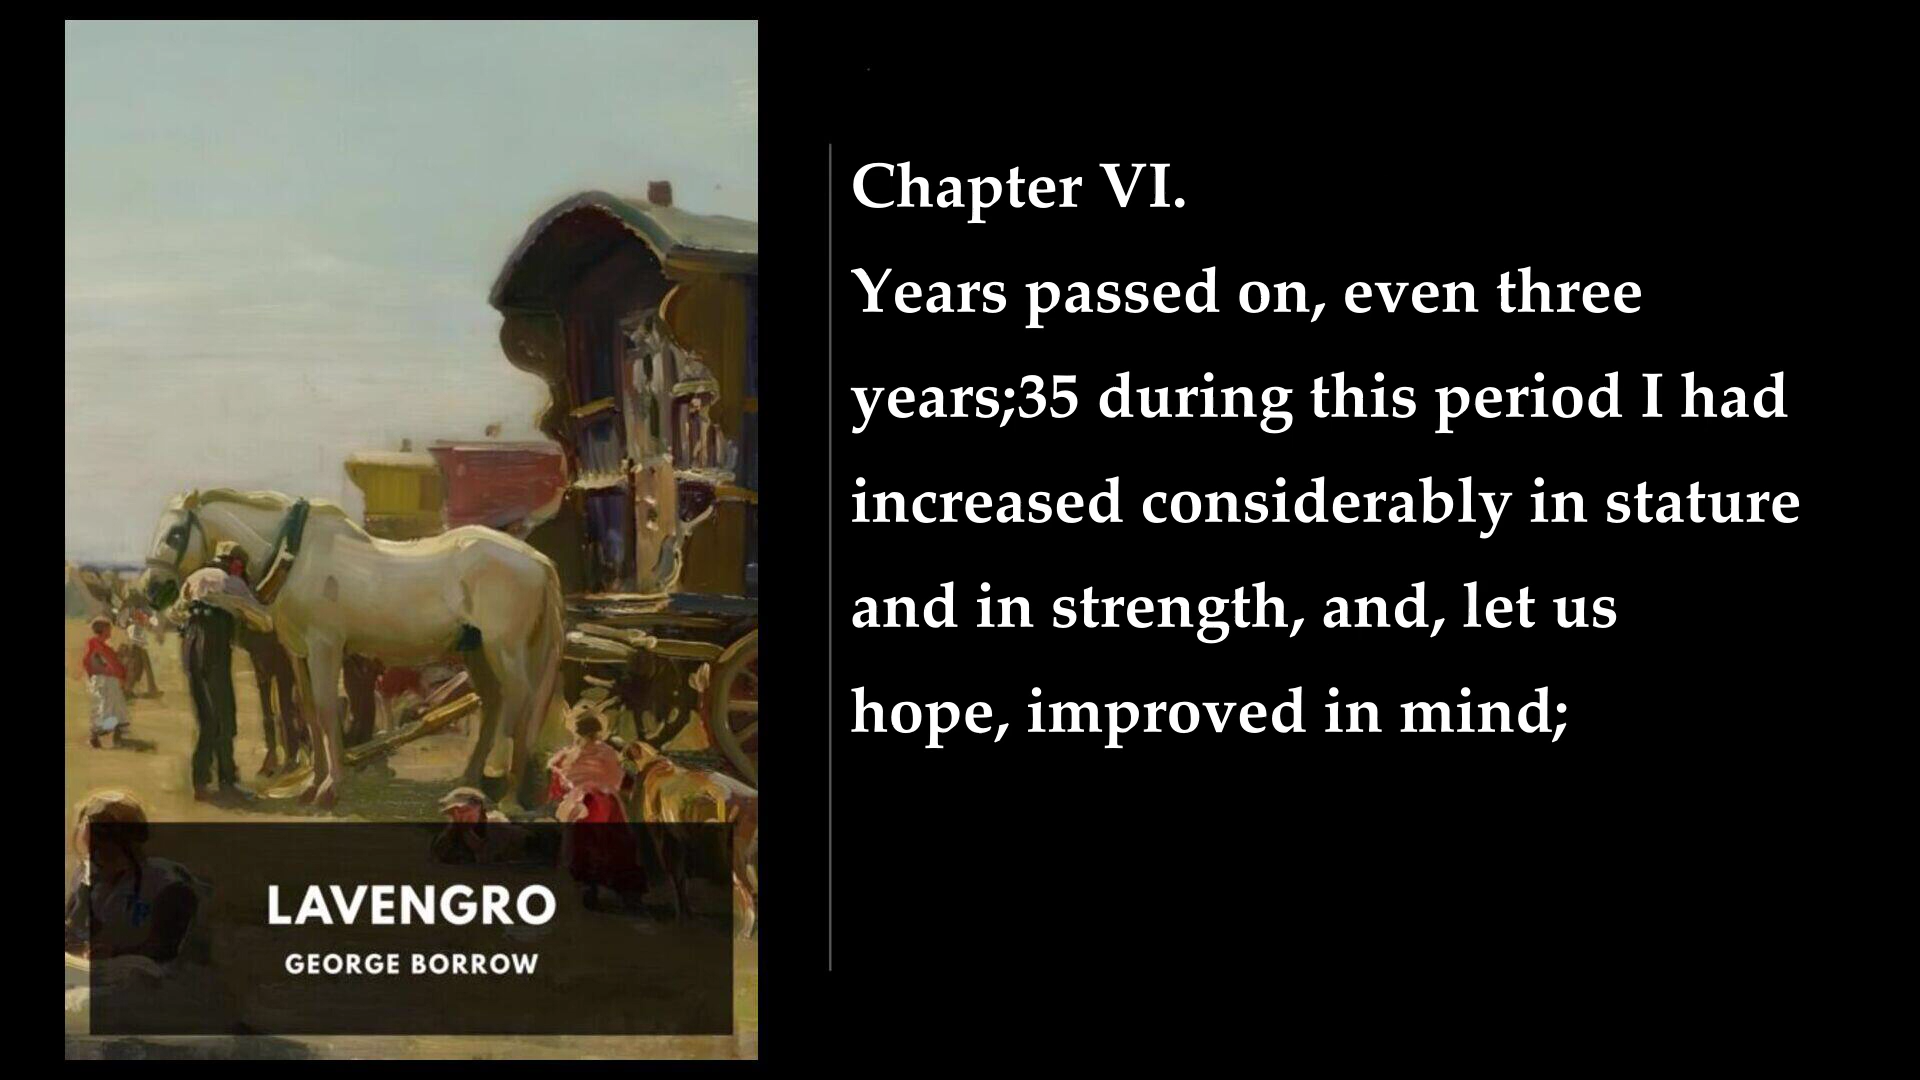 LAVENGRO
GEORGE BORROW
Chapter VI.
Years passed on, even three
years;35 during this period I had
increased considerably in stature
and in strength, and, let us
hope, improved in mind;